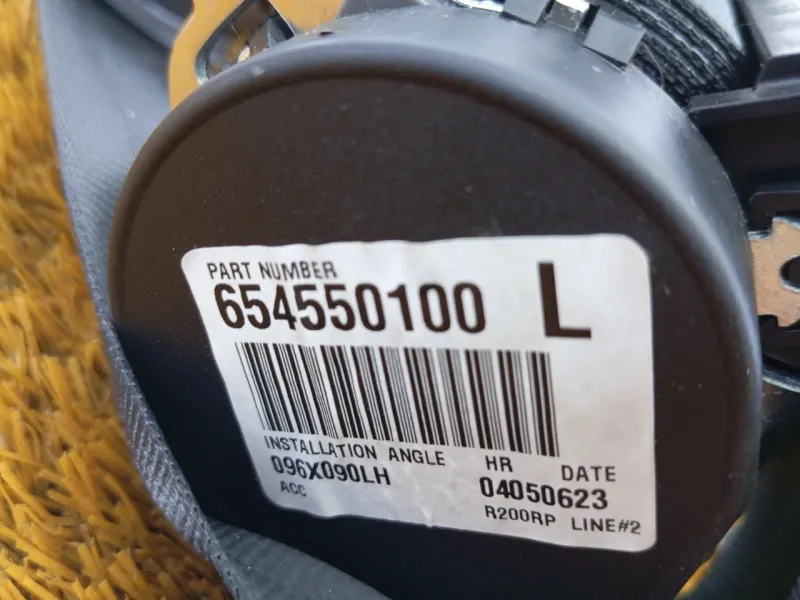 PART NUMBER
654550100 L
INSTALLATION ANGLE HR DATE
096X090LH 04050623
ACC R200RP LINE#2